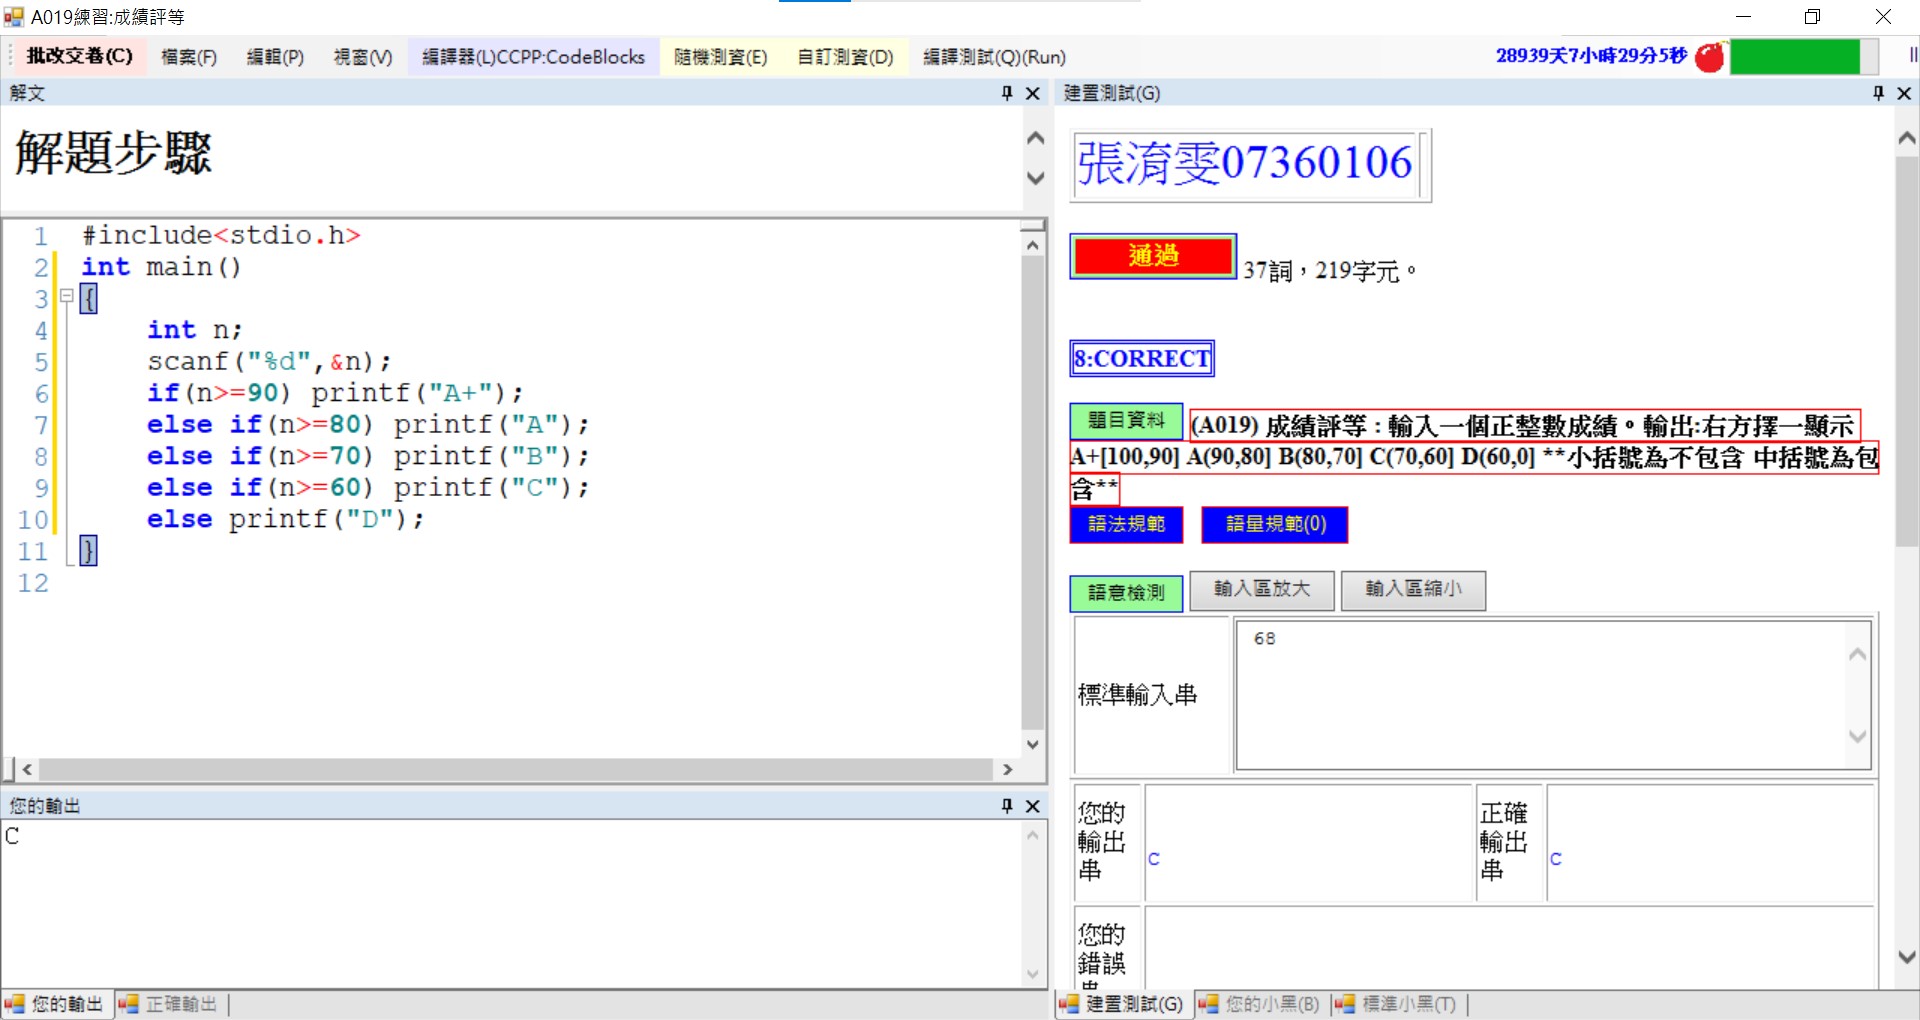 A019練習:成績評等
批改交卷(C) 檔案(F) 編輯(P) 視窗(V) 編譯器(L)CCPP:CodeBlocks 隨機測資(E) 自訂測資(D) 編譯測試(Q)(Run) 28939天7小時29分5秒
解文
解題步驟
1 #include<stdio.h>
2 int main()
3 {
4 int n;
5 scanf("%d",&n);
6 if(n>=90) printf("A+");
7 else if(n>=80) printf("A");
8 else if(n>=70) printf("B");
9 else if(n>=60) printf("C");
10 else printf("D");
11 }
12
您的輸出
C
您的輸出 正確輸出
建置測試(G)
張淯雯07360106
通過 37詞，219字元。
8:CORRECT
題目資料 (A019) 成績評等 : 輸入一個正整數成績。輸出:右方擇一顯示
A+[100,90] A(90,80] B(80,70] C(70,60] D(60,0] **小括號為不包含 中括號為包
含**
語法規範 語量規範(0)
語意檢測 輸入區放大 輸入區縮小
標準輸入串 68
您的輸出串 C 正確輸出串 C
您的
錯誤
建置測試(G) 您的小黑(B) 標準小黑(T)